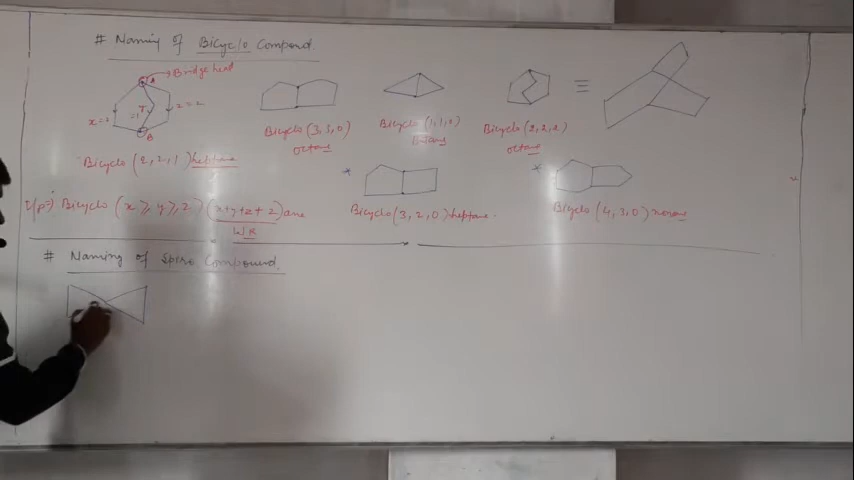 # Naming of Bicyclo Compound
Bridge head
A
x=2
y
=1
z=2
B
Bicyclo (2,2,1) heptane
Bicyclo (3,3,0)
octane
Bicyclo (1,1,0)
Butane
Bicyclo (2,2,2)
octane
≡
* Bicyclo (3,2,0) heptane.
* Bicyclo (4,3,0) nonane
Bicyclo (x ≥ y ≥ z) (x+y+z+2) ane
# Naming of Spiro Compound.